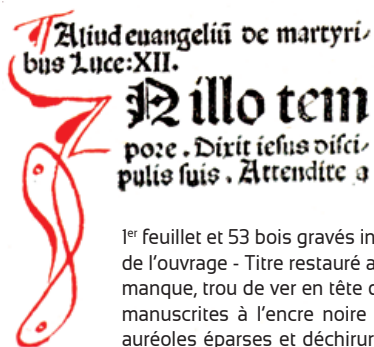 Aliud euangeliū de martyri⸗
bus Luce:XII.
IN illo tem
pore . Dixit iesus disci⸗
pulis suis . Attendite a
1er feuillet et 53 bois gravés in
de l’ouvrage - Titre restauré a
manque, trou de ver en tête d
manuscrites à l’encre noire
auréoles éparses et déchirur